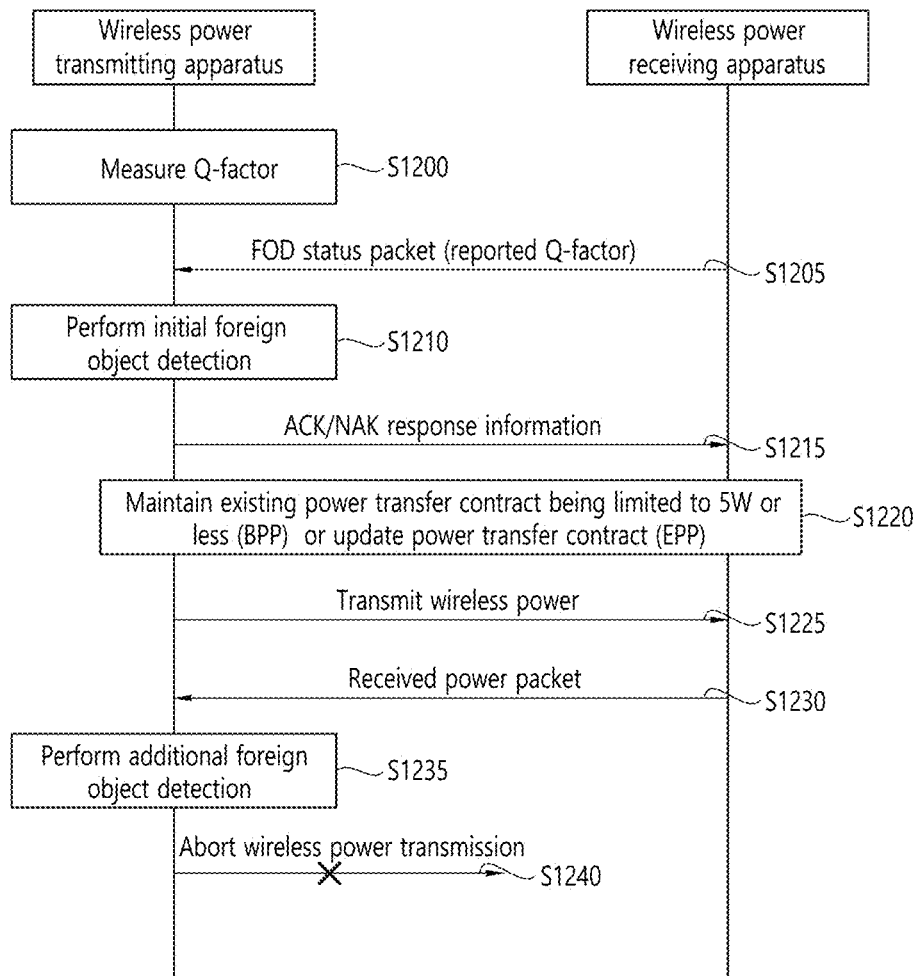 Wireless power
transmitting apparatus
Wireless power
receiving apparatus
Measure Q-factor
S1200
FOD status packet (reported Q-factor)
S1205
Perform initial foreign
object detection
S1210
ACK/NAK response information
S1215
Maintain existing power transfer contract being limited to 5W or
less (BPP) or update power transfer contract (EPP)
S1220
Transmit wireless power
S1225
Received power packet
S1230
Perform additional foreign
object detection
S1235
Abort wireless power transmission
S1240